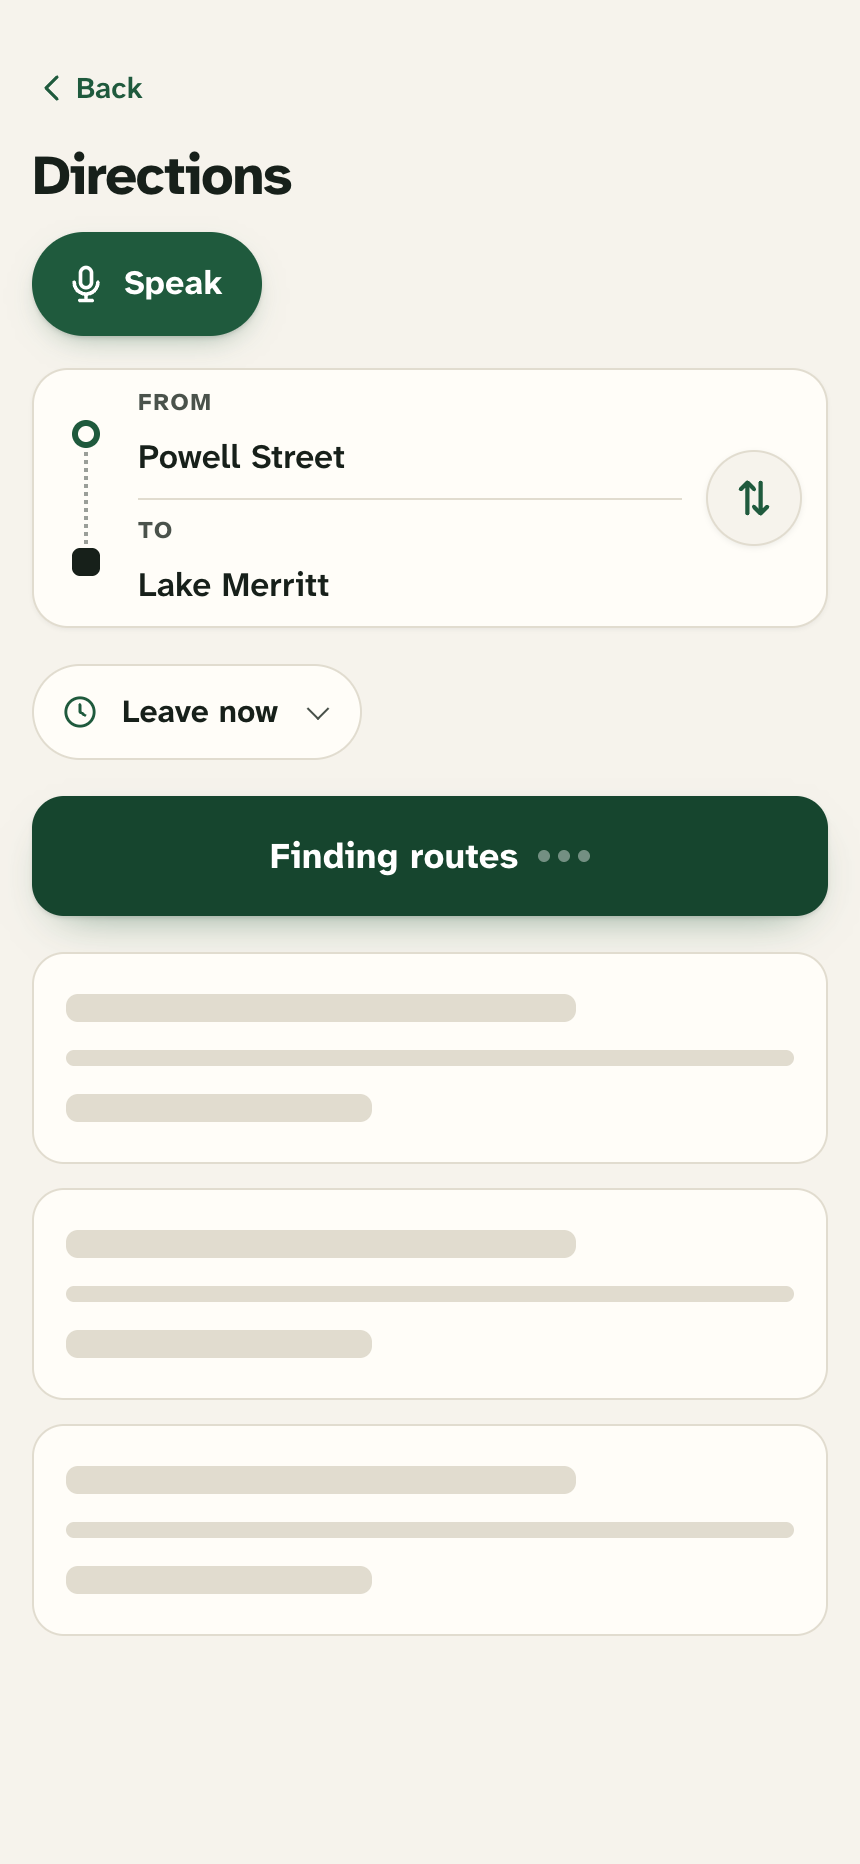 Back
Directions
Speak
FROM
Powell Street
TO
Lake Merritt
Leave now
Finding routes